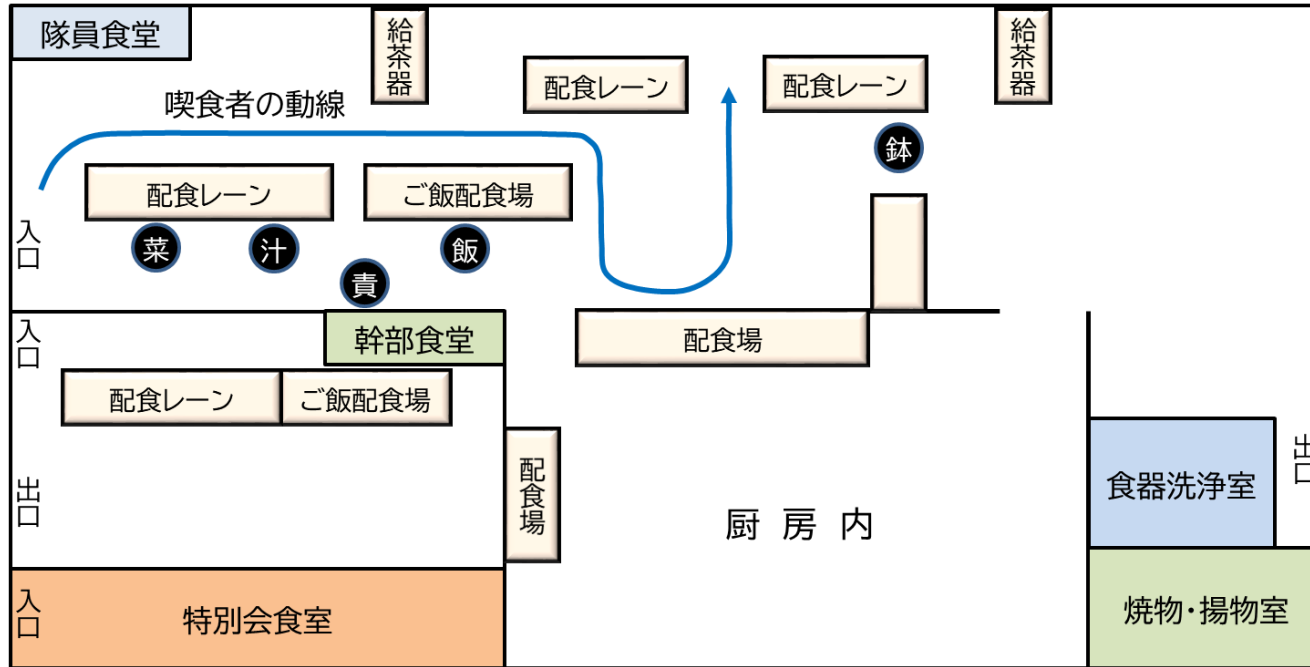 隊員食堂
給茶器
配食レーン
配食レーン
給茶器
喫食者の動線
鉢
配食レーン
ご飯配食場
入口
菜
汁
飯
責
入口
幹部食堂
配食場
配食レーン
ご飯配食場
配食場
出口
厨房内
食器洗浄室
出口
入口
特別会食室
焼物・揚物室